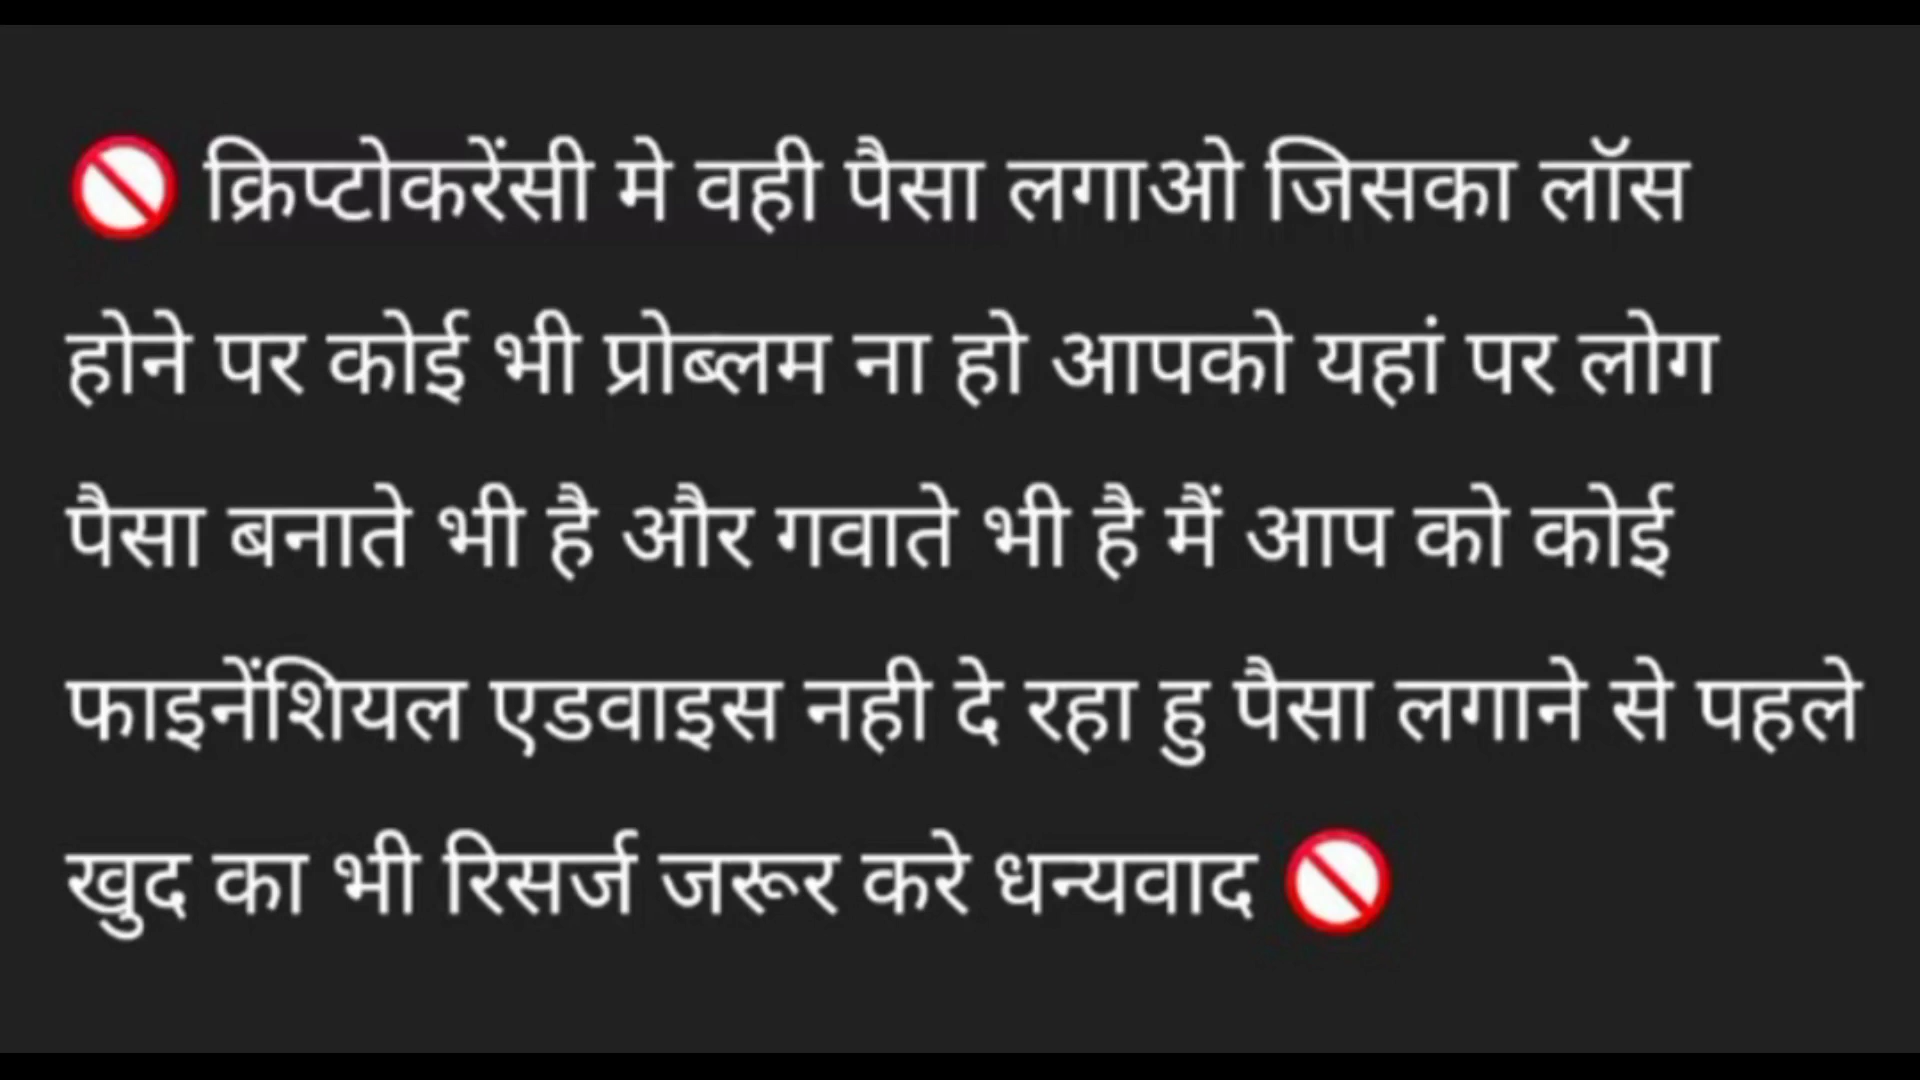 🚫 क्रिप्टोकरेंसी मे वही पैसा लगाओ जिसका लॉस
होने पर कोई भी प्रोब्लम ना हो आपको यहां पर लोग
पैसा बनाते भी है और गवाते भी है मैं आप को कोई
फाइनेंशियल एडवाइस नही दे रहा हु पैसा लगाने से पहले
खुद का भी रिसर्ज जरूर करे धन्यवाद 🚫